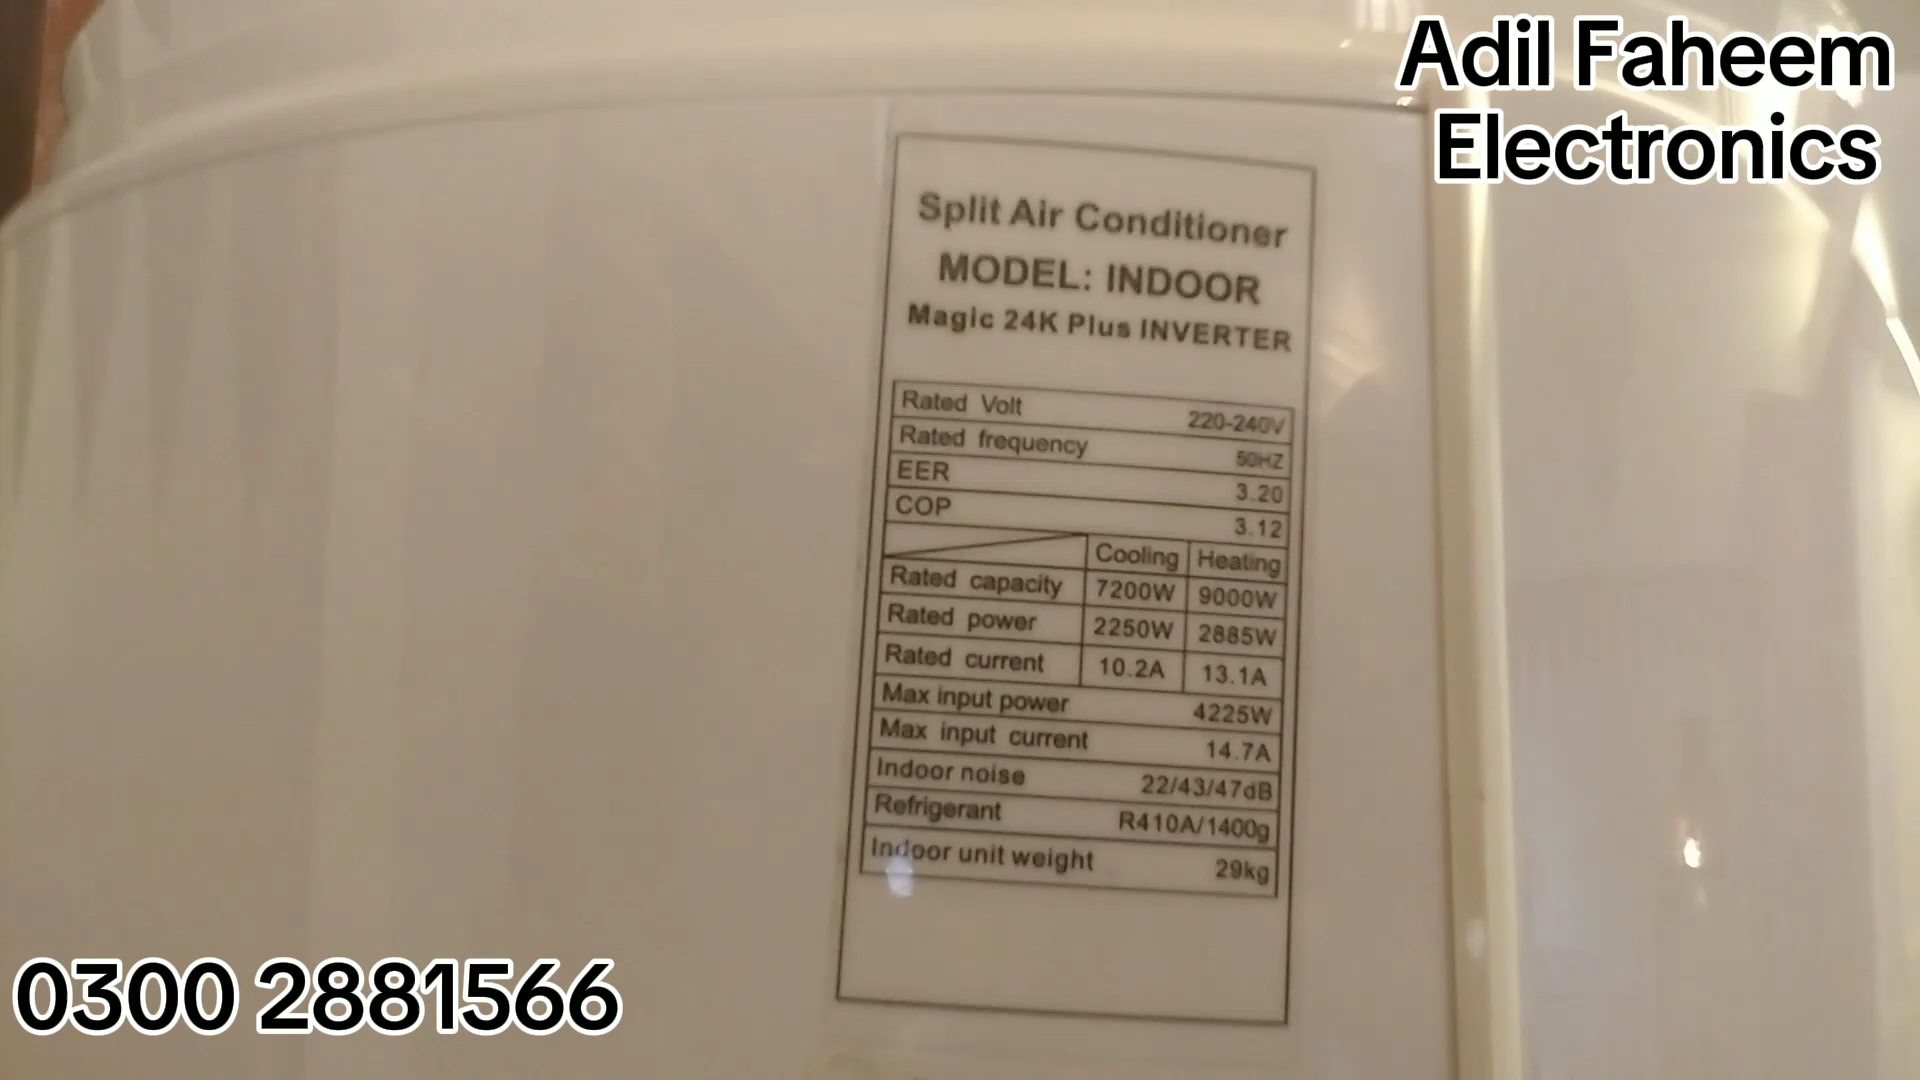 Adil Faheem
Electronics
Split Air Conditioner
MODEL: INDOOR
Magic 24K Plus INVERTER
Rated Volt 220-240V
Rated frequency 50HZ
EER 3.20
COP 3.12
Cooling Heating
Rated capacity 7200W 9000W
Rated power 2250W 2885W
Rated current 10.2A 13.1A
Max input power 4225W
Max input current 14.7A
Indoor noise 22/43/47dB
Refrigerant R410A/1400g
Indoor unit weight 29kg
0300 2881566